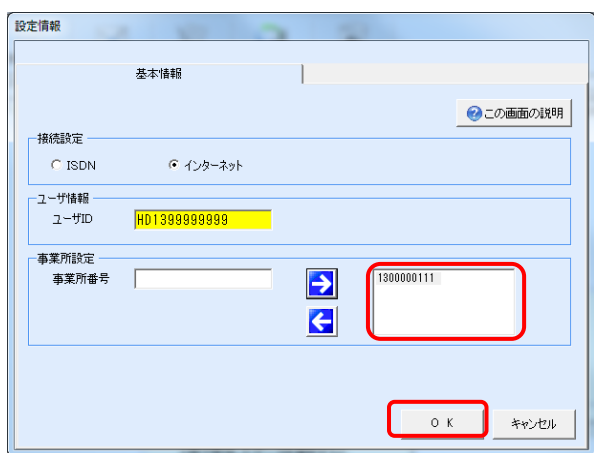 設定情報
基本情報
この画面の説明
接続設定
ISDN インターネット
ユーザ情報
ユーザID HD1399999999
事業所設定
事業所番号 1300000111
OK キャンセル